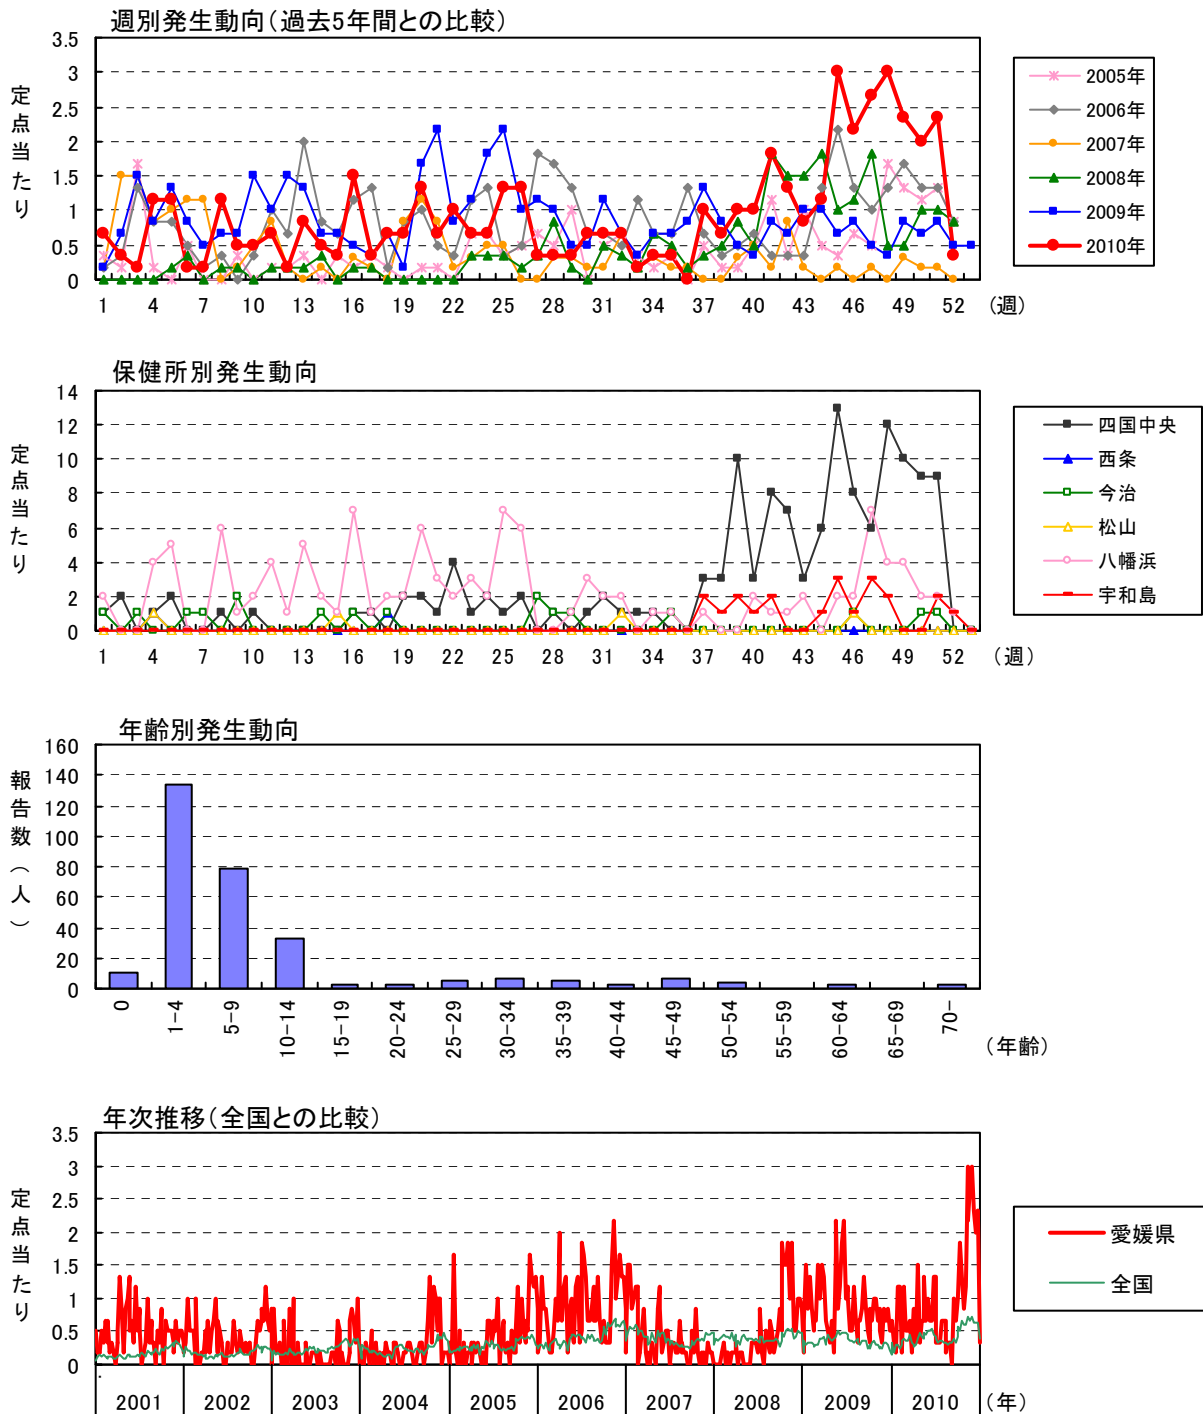 週別発生動向(過去5年間との比較)
定点当たり
3.5
3
2.5
2
1.5
1
0.5
0
1 4 7 10 13 16 19 22 25 28 31 34 37 40 43 46 49 52 (週)
2005年
2006年
2007年
2008年
2009年
2010年
保健所別発生動向
定点当たり
14
12
10
8
6
4
2
0
1 4 7 10 13 16 19 22 25 28 31 34 37 40 43 46 49 52 (週)
四国中央
西条
今治
松山
八幡浜
宇和島
年齢別発生動向
報告数(人)
160
140
120
100
80
60
40
20
0
0 1-4 5-9 10-14 15-19 20-24 25-29 30-34 35-39 40-44 45-49 50-54 55-59 60-64 65-69 70- (年齢)
年次推移(全国との比較)
定点当たり
3.5
3
2.5
2
1.5
1
0.5
0
2001 2002 2003 2004 2005 2006 2007 2008 2009 2010 (年)
愛媛県
全国